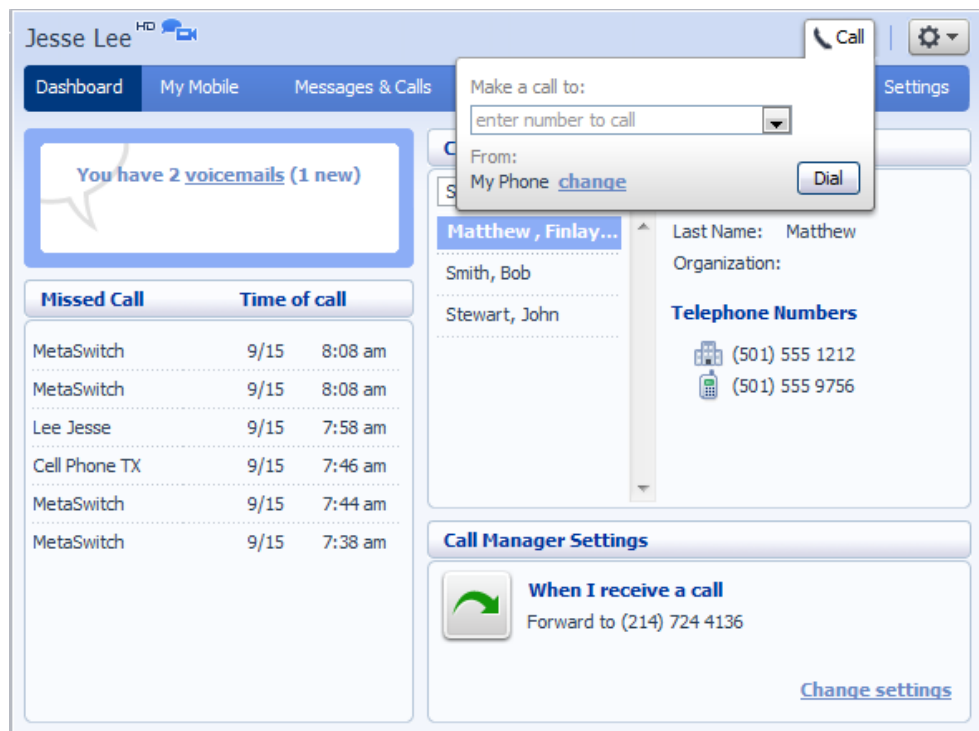 Jesse Lee HD
Call
Dashboard My Mobile Messages & Calls Settings
Make a call to:
enter number to call
From:
My Phone change
Dial
You have 2 voicemails (1 new)
Missed Call Time of call
MetaSwitch 9/15 8:08 am
MetaSwitch 9/15 8:08 am
Lee Jesse 9/15 7:58 am
Cell Phone TX 9/15 7:46 am
MetaSwitch 9/15 7:44 am
MetaSwitch 9/15 7:38 am
C
S
Matthew , Finlay...
Smith, Bob
Stewart, John
Last Name: Matthew
Organization:
Telephone Numbers
(501) 555 1212
(501) 555 9756
Call Manager Settings
When I receive a call
Forward to (214) 724 4136
Change settings